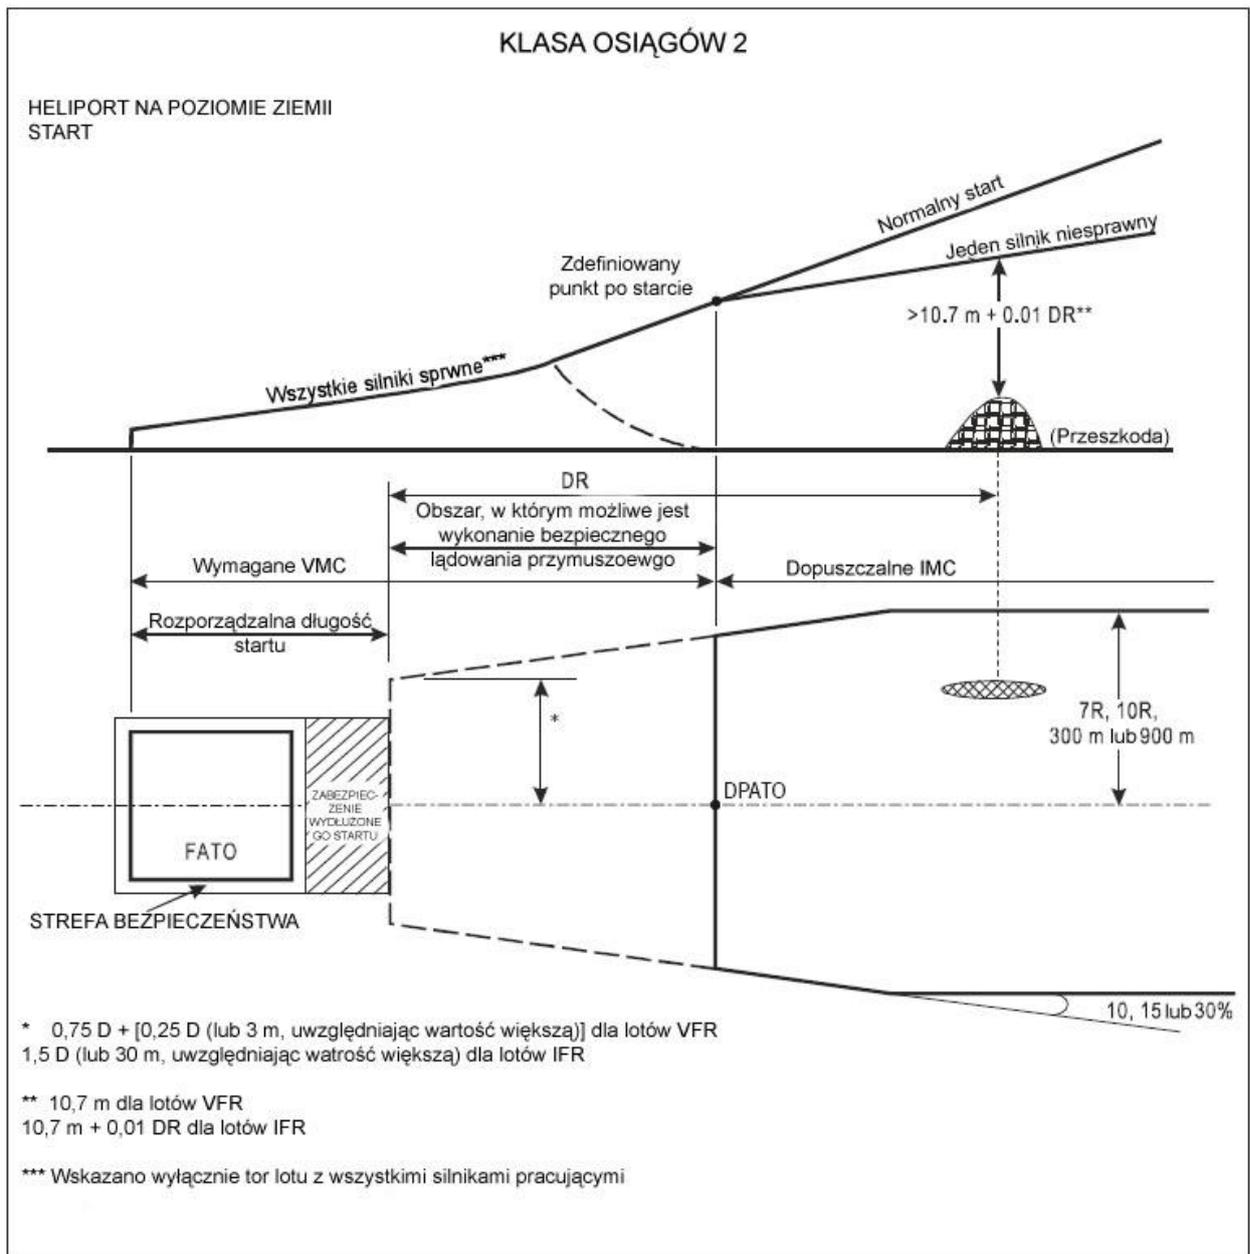 KLASA OSIĄGÓW 2
HELIPORT NA POZIOMIE ZIEMII
START
Normalny start
Jeden silnik niesprawny
Zdefiniowany
punkt po starcie
>10.7 m + 0.01 DR**
Wszystkie silniki sprwne***
(Przeszkoda)
DR
Obszar, w którym możliwe jest
wykonanie bezpiecznego
lądowania przymuszoewgo
Wymagane VMC
Dopuszczalne IMC
Rozporządzalna długość
startu
*
7R, 10R,
300 m lub 900 m
DPATO
ZABEZPIEC-
ZENIE
WYDŁUŻONE
GO STARTU
FATO
STREFA BEZPIECZEŃSTWA
10, 15 lub 30%
* 0,75 D + [0,25 D (lub 3 m, uwzględniając wartość większą)] dla lotów VFR
1,5 D (lub 30 m, uwzględniając watrość większą) dla lotów IFR
** 10,7 m dla lotów VFR
10,7 m + 0,01 DR dla lotów IFR
*** Wskazano wyłącznie tor lotu z wszystkimi silnikami pracującymi